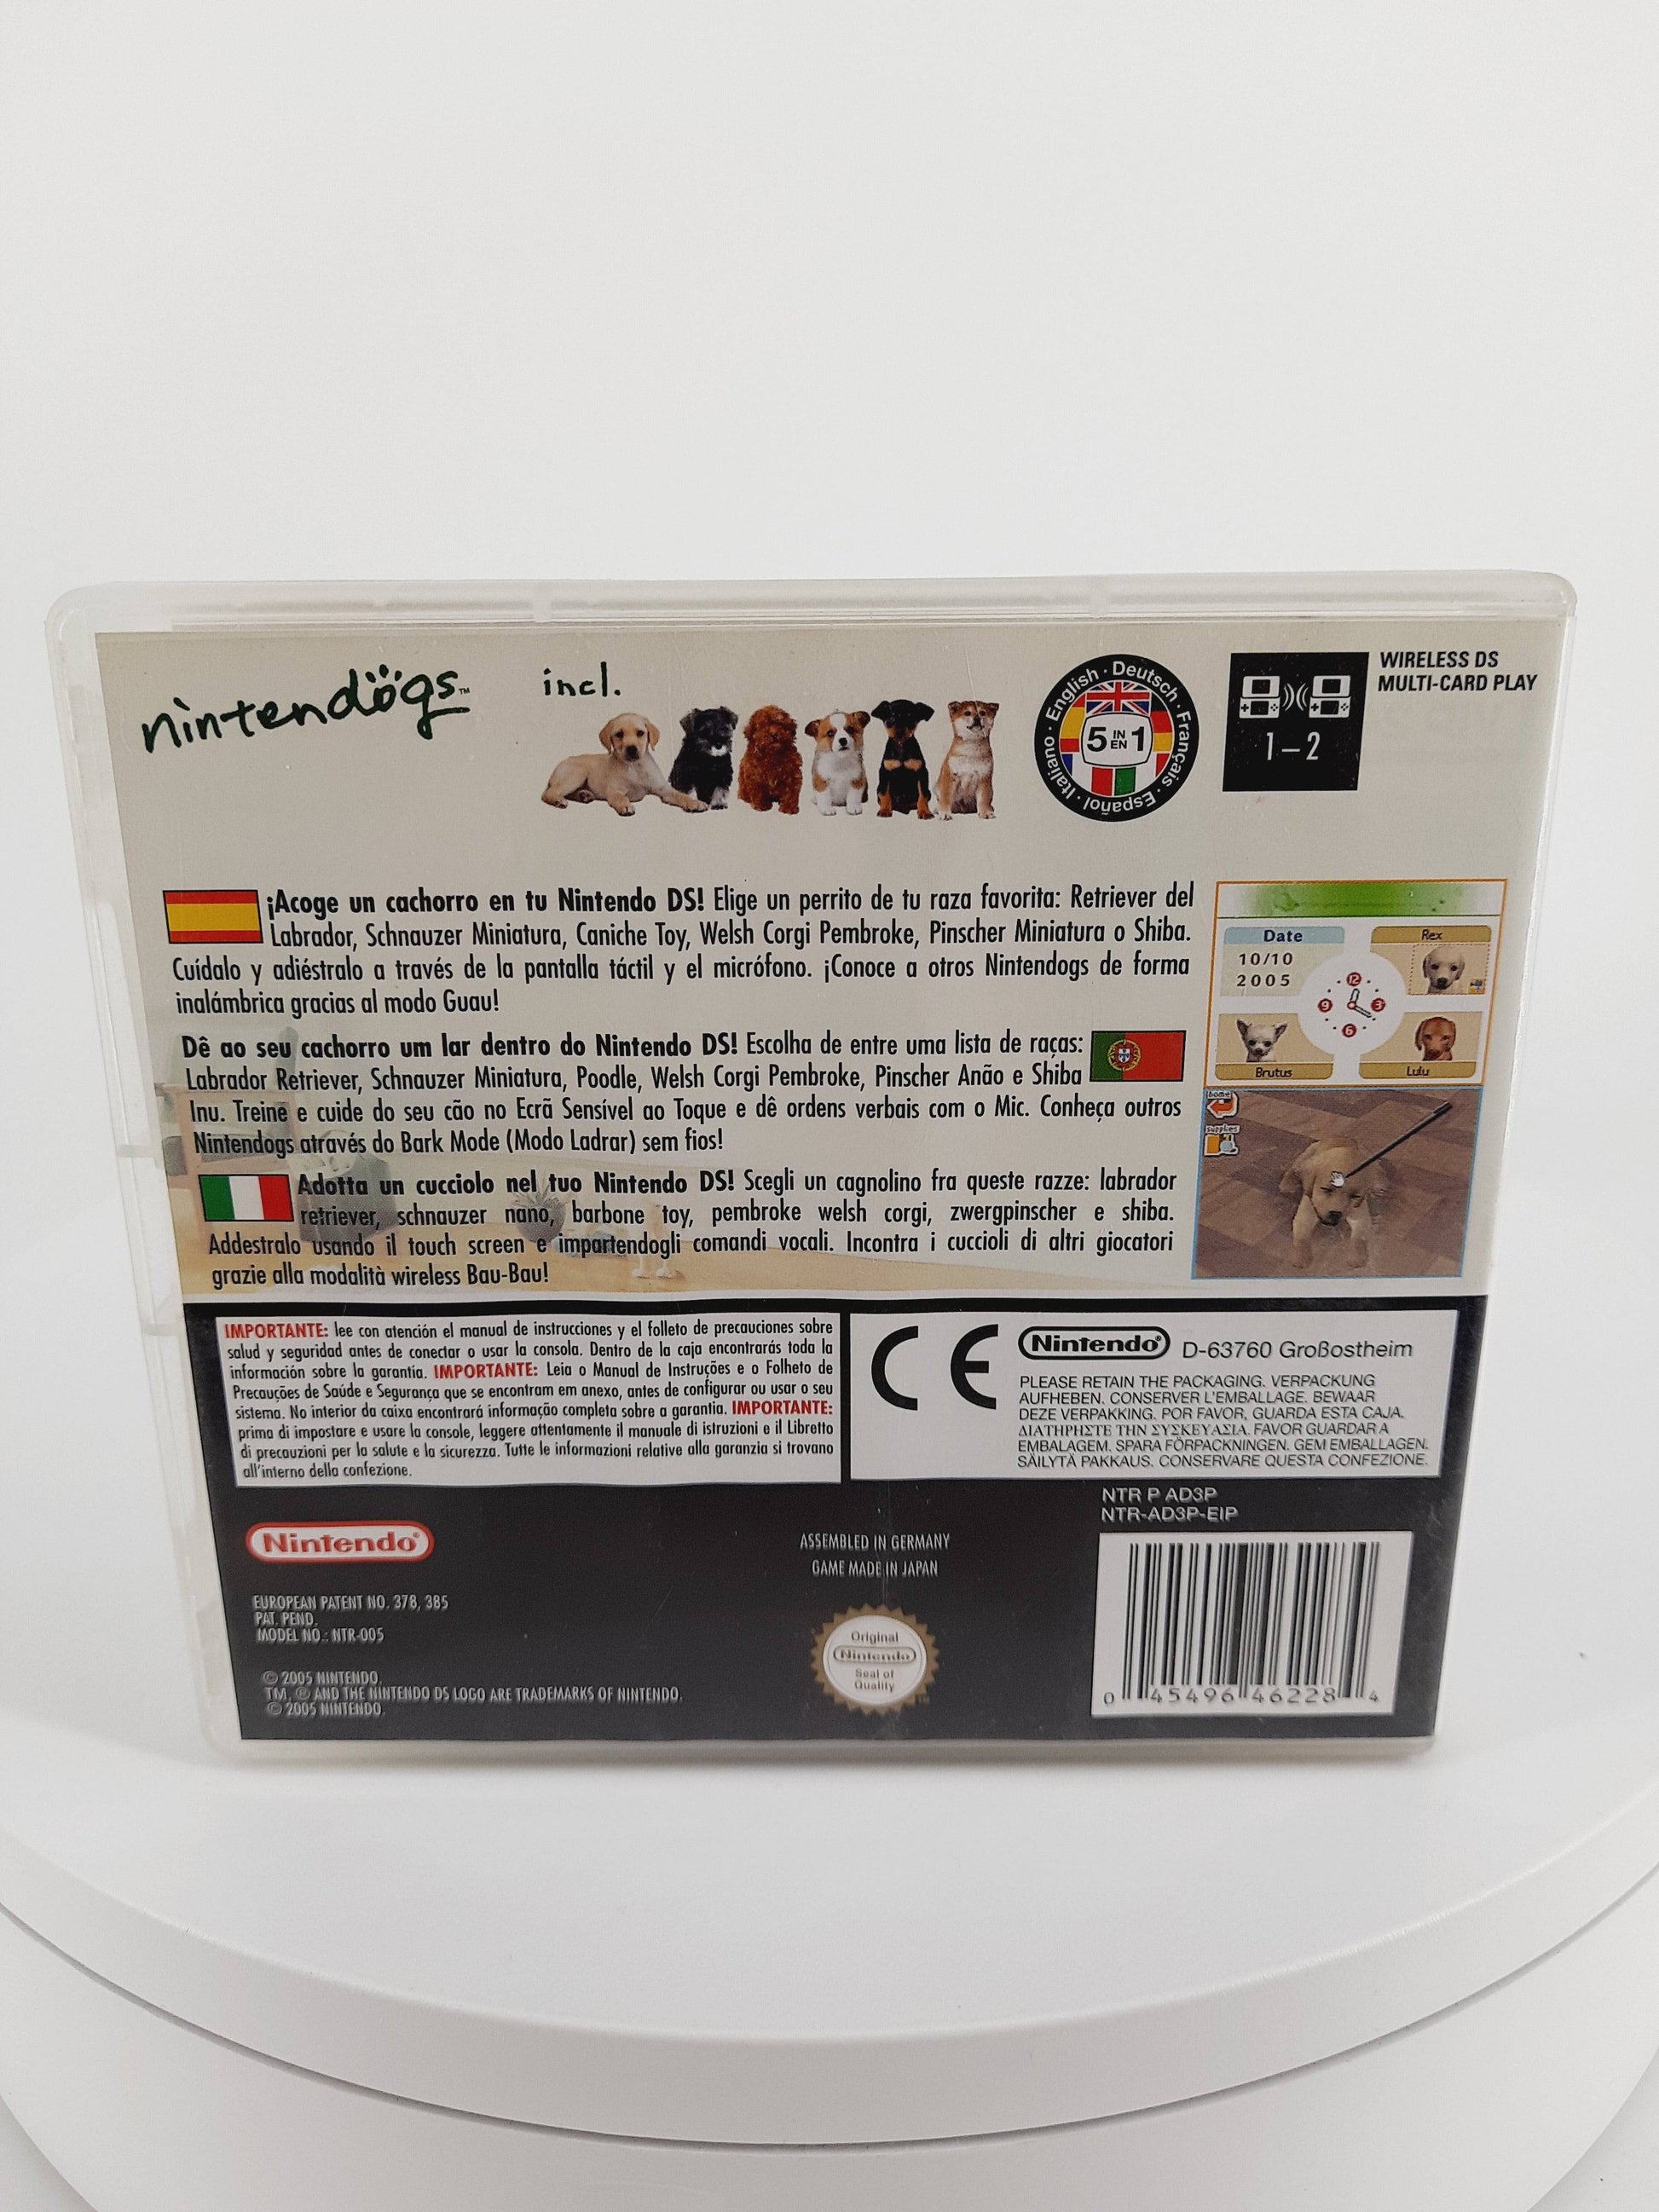 nintendögs™
incl.
English · Deutsch · Français · Español · Italiano ·
5 IN EN 1
1–2
WIRELESS DS
MULTI-CARD PLAY
¡Acoge un cachorro en tu Nintendo DS! Elige un perrito de tu raza favorita: Retriever del
Labrador, Schnauzer Miniatura, Caniche Toy, Welsh Corgi Pembroke, Pinscher Miniatura o Shiba.
Cuídalo y adiéstralo a través de la pantalla táctil y el micrófono. ¡Conoce a otros Nintendogs de forma
inalámbrica gracias al modo Guau!
Dê ao seu cachorro um lar dentro do Nintendo DS! Escolha de entre uma lista de raças:
Labrador Retriever, Schnauzer Miniatura, Poodle, Welsh Corgi Pembroke, Pinscher Anão e Shiba
Inu. Treine e cuide do seu cão no Ecrã Sensível ao Toque e dê ordens verbais com o Mic. Conheça outros
Nintendogs através do Bark Mode (Modo Ladrar) sem fios!
Adotta un cucciolo nel tuo Nintendo DS! Scegli un cagnolino fra queste razze: labrador
retriever, schnauzer nano, barbone toy, pembroke welsh corgi, zwergpinscher e shiba.
Addestralo usando il touch screen e impartendogli comandi vocali. Incontra i cuccioli di altri giocatori
grazie alla modalità wireless Bau-Bau!
Date
10/10
2005
Rex
12
9
3
6
Brutus
Lulu
home
supplies
IMPORTANTE: lee con atención el manual de instrucciones y el folleto de precauciones sobre
salud y seguridad antes de conectar o usar la consola. Dentro de la caja encontrarás toda la
información sobre la garantía. IMPORTANTE: Leia o Manual de Instruções e o Folheto de
Precauções de Saúde e Segurança que se encontram em anexo, antes de configurar ou usar o seu
sistema. No interior da caixa encontrará informação completa sobre a garantia. IMPORTANTE:
prima di impostare e usare la console, leggere attentamente il manuale di istruzioni e il Libretto
di precauzioni per la salute e la sicurezza. Tutte le informazioni relative alla garanzia si trovano
all'interno della confezione.
CE
Nintendo® D-63760 Großostheim
PLEASE RETAIN THE PACKAGING. VERPACKUNG
AUFHEBEN. CONSERVER L'EMBALLAGE. BEWAAR
DEZE VERPAKKING. POR FAVOR, GUARDA ESTA CAJA.
ΔΙΑΤΗΡΗΣΤΕ ΤΗΝ ΣΥΣΚΕΥΑΣΙΑ. FAVOR GUARDAR A
EMBALAGEM. SPARA FÖRPACKNINGEN. GEM EMBALLAGEN.
SÄILYTÄ PAKKAUS. CONSERVARE QUESTA CONFEZIONE.
NTR P AD3P
NTR-AD3P-EIP
Nintendo®
ASSEMBLED IN GERMANY
GAME MADE IN JAPAN
EUROPEAN PATENT NO. 378, 385
PAT. PEND.
MODEL NO.: NTR-005
Original
Nintendo
Seal of
Quality
™
© 2005 NINTENDO.
TM, ® AND THE NINTENDO DS LOGO ARE TRADEMARKS OF NINTENDO.
© 2005 NINTENDO.
0 45496 46228 4